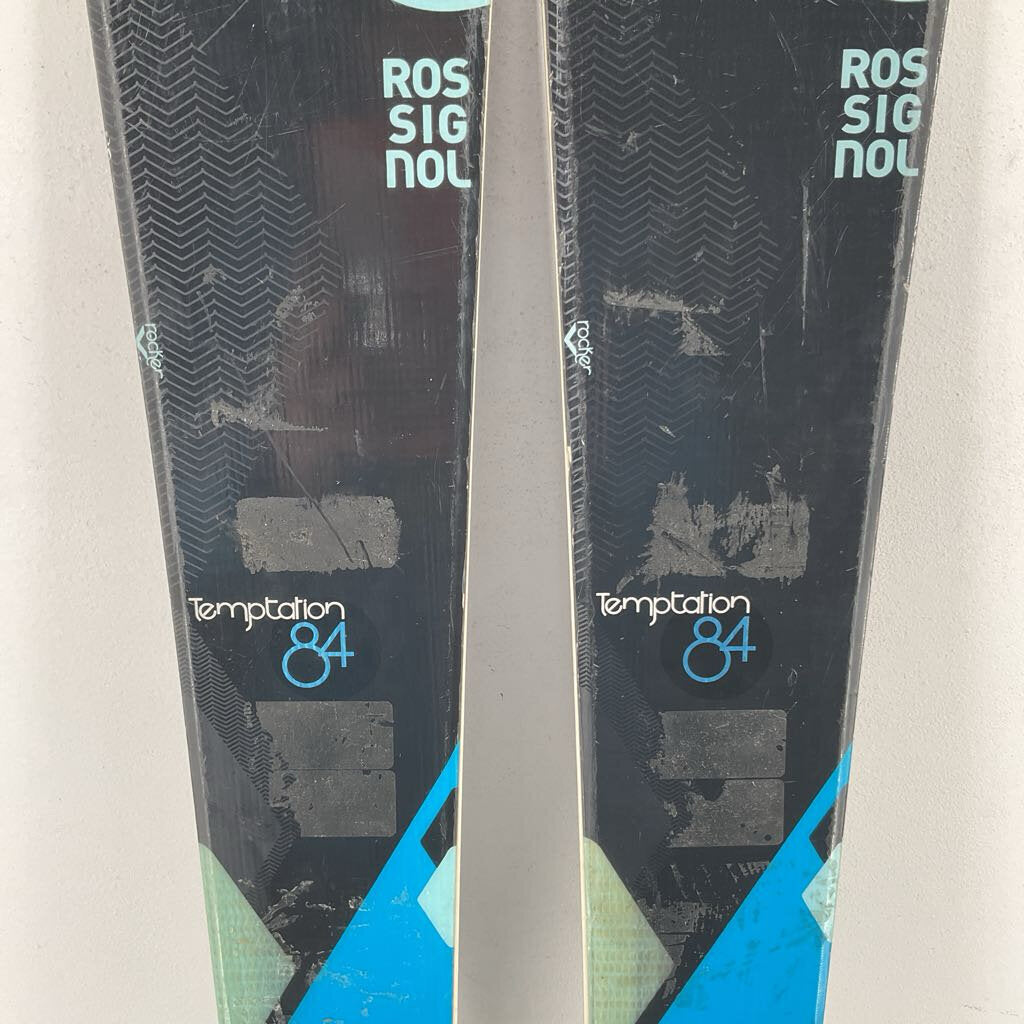 ROS
SIG
NOL
rocker
Temptation
84
ROS
SIG
NOL
rocker
Temptation
84